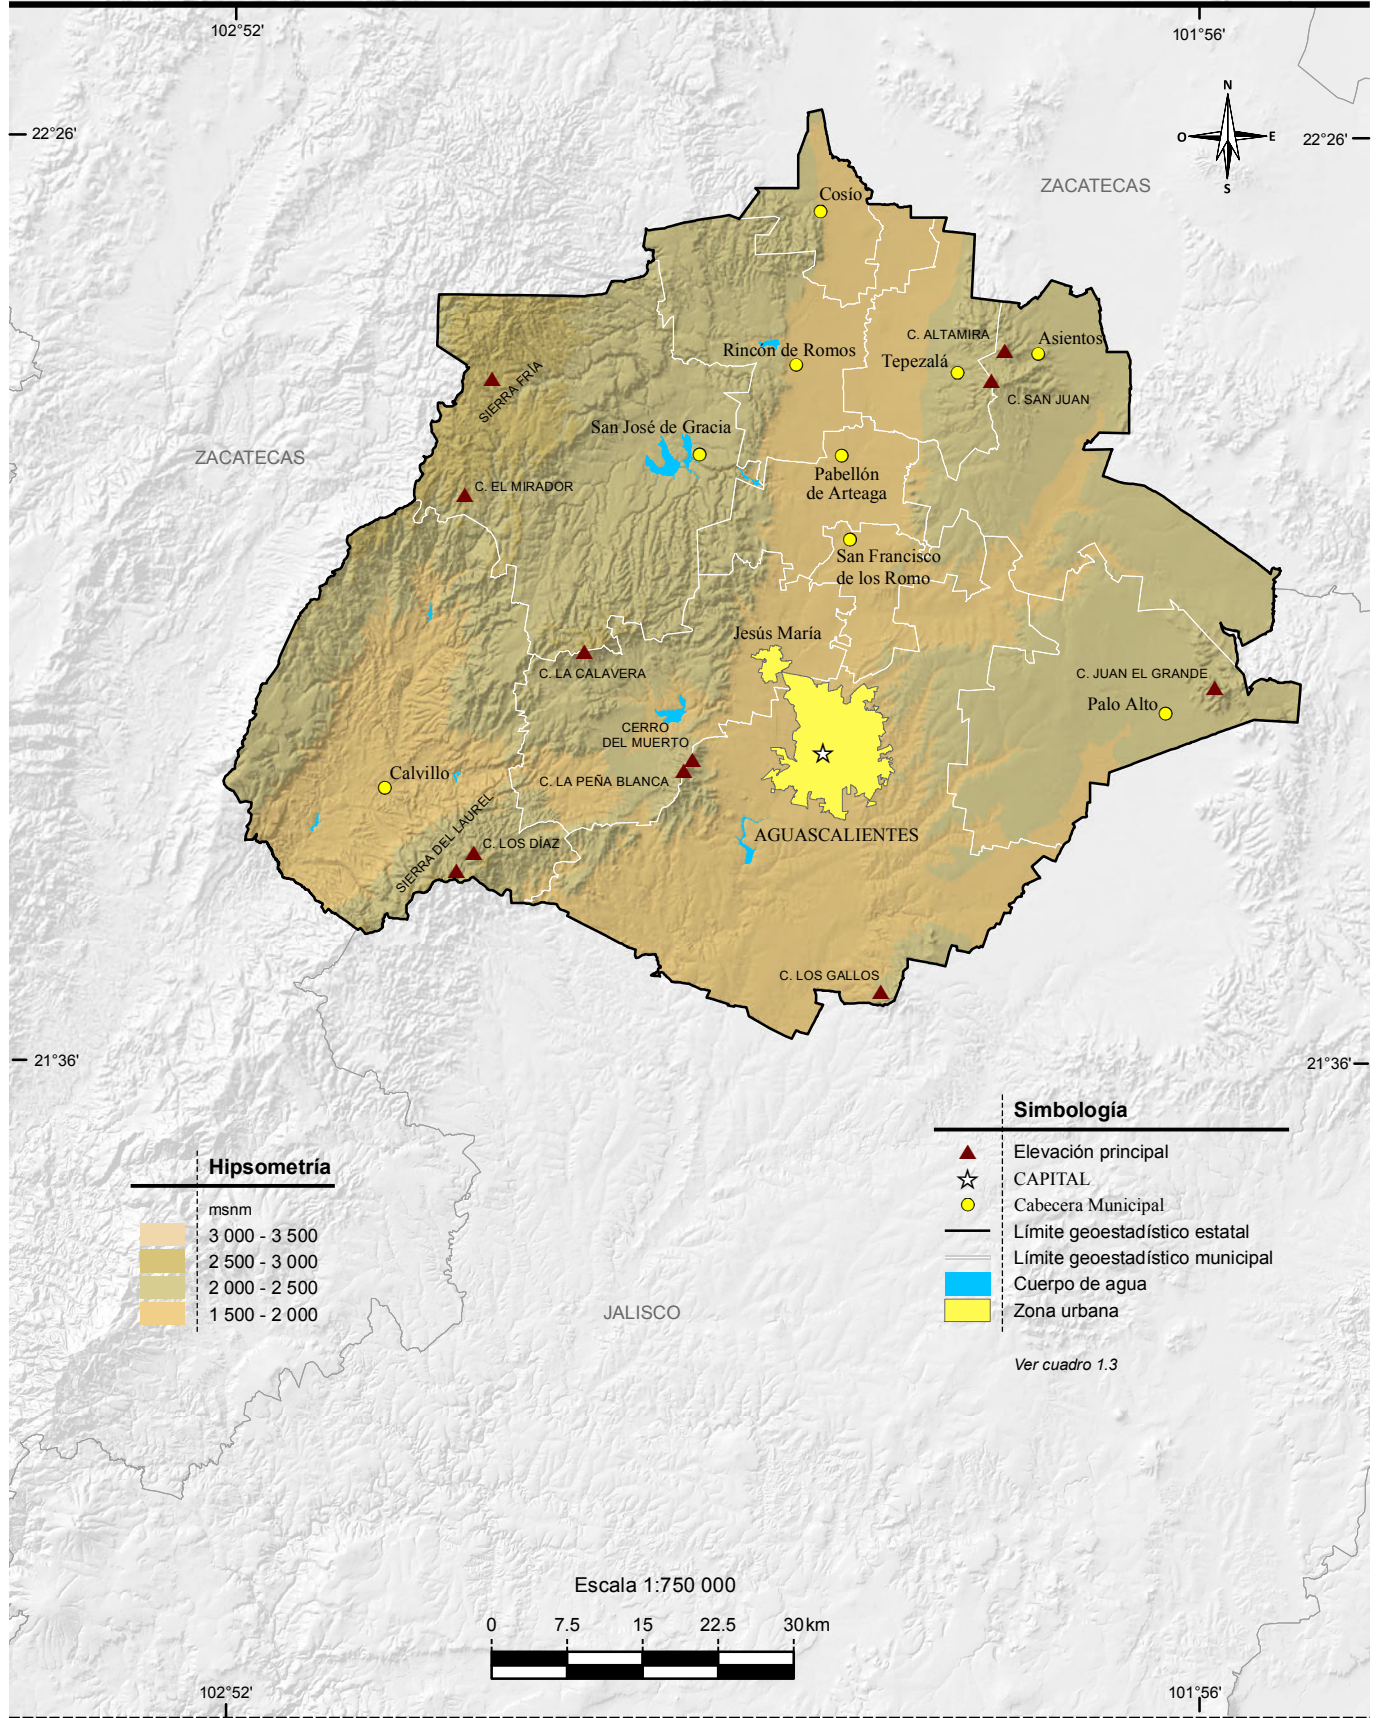 102°52'
101°56'
N
O
E
S
22°26'
22°26'
ZACATECAS
Cosío
C. ALTAMIRA
Asientos
Rincón de Romos
Tepezalá
SIERRA FRÍA
C. SAN JUAN
San José de Gracia
ZACATECAS
Pabellón
de Arteaga
C. EL MIRADOR
San Francisco
de los Romo
Jesús María
C. LA CALAVERA
C. JUAN EL GRANDE
Palo Alto
CERRO
DEL MUERTO
Calvillo
C. LA PEÑA BLANCA
SIERRA DEL LAUREL
C. LOS DÍAZ
AGUASCALIENTES
C. LOS GALLOS
21°36'
21°36'
Simbología
Elevación principal
CAPITAL
Cabecera Municipal
Límite geoestadístico estatal
Límite geoestadístico municipal
Cuerpo de agua
Zona urbana
Ver cuadro 1.3
Hipsometría
msnm
3 000 - 3 500
2 500 - 3 000
2 000 - 2 500
1 500 - 2 000
JALISCO
Escala 1:750 000
0 7.5 15 22.5 30 km
102°52'
101°56'